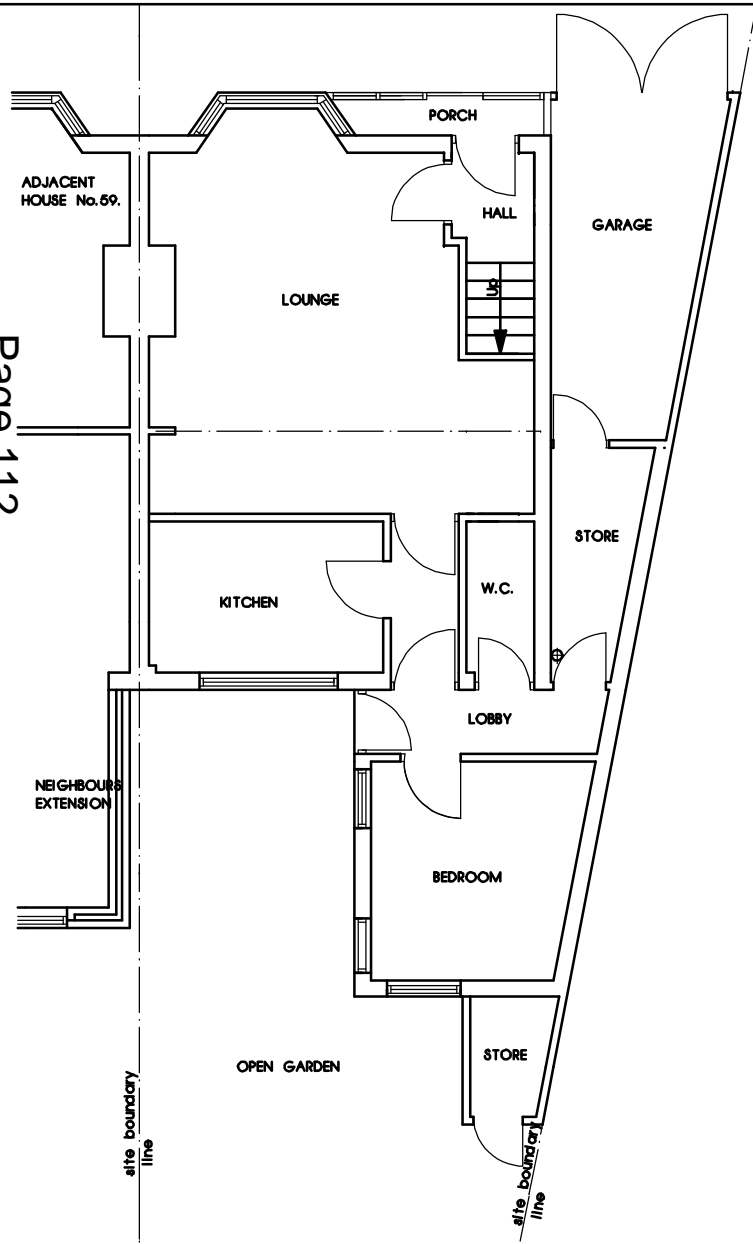 PORCH
ADJACENT
HOUSE No.59.
HALL
GARAGE
LOUNGE
Up
Page 112
STORE
KITCHEN
W.C.
LOBBY
NEIGHBOURS
EXTENSION
BEDROOM
STORE
OPEN GARDEN
site boundary
line
site boundary
line